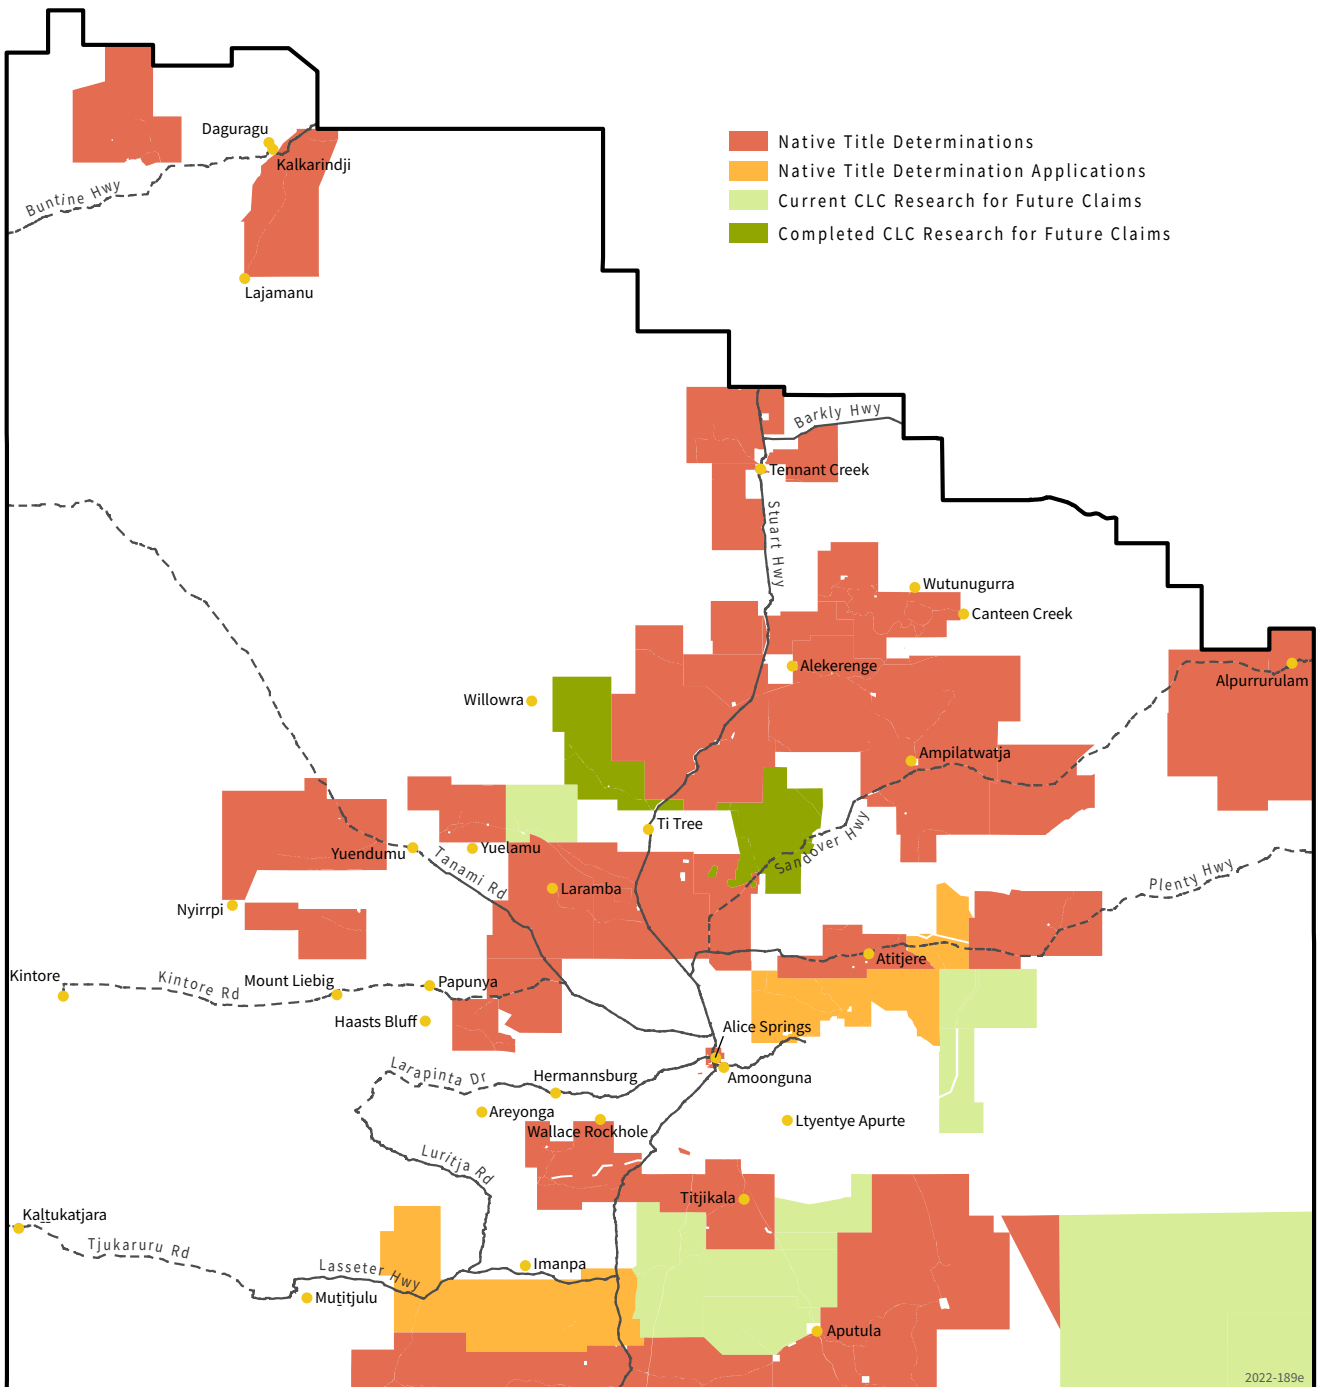 Daguragu
Kalkarindji
Buntine Hwy
Lajamanu
Native Title Determinations
Native Title Determination Applications
Current CLC Research for Future Claims
Completed CLC Research for Future Claims
Barkly Hwy
Tennant Creek
Stuart Hwy
Wutunugurra
Canteen Creek
Alekerenge
Alpurrurulam
Willowra
Ampilatwatja
Ti Tree
Sandover Hwy
Yuendumu
Yuelamu
Tanami Rd
Laramba
Plenty Hwy
Nyirrpi
Atitjere
Kintore
Kintore Rd
Mount Liebig
Papunya
Haasts Bluff
Alice Springs
Amoonguna
Larapinta Dr
Hermannsburg
Areyonga
Wallace Rockhole
Ltyentye Apurte
Luritja Rd
Titjikala
Kaḻṯukatjara
Tjukaruru Rd
Lasseter Hwy
Imanpa
Muṯitjulu
Aputula
2022-189e